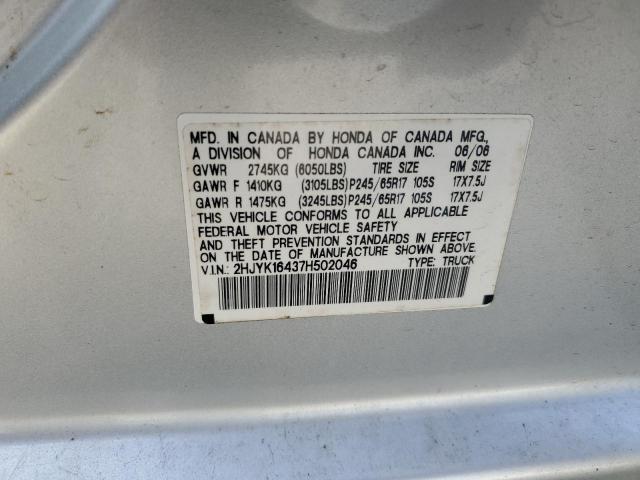 MFD. IN CANADA BY HONDA OF CANADA MFG.,
A DIVISION OF HONDA CANADA INC. 06/06
GVWR 2745KG (6050LBS) TIRE SIZE RIM SIZE
GAWR F 1410KG (3105LBS)P245/65R17 105S 17X7.5J
GAWR R 1475KG (3245LBS)P245/65R17 105S 17X7.5J
THIS VEHICLE CONFORMS TO ALL APPLICABLE
FEDERAL MOTOR VEHICLE SAFETY
AND THEFT PREVENTION STANDARDS IN EFFECT
ON THE DATE OF MANUFACTURE SHOWN ABOVE.
V.I.N.: 2HJYK16437H502046 TYPE: TRUCK